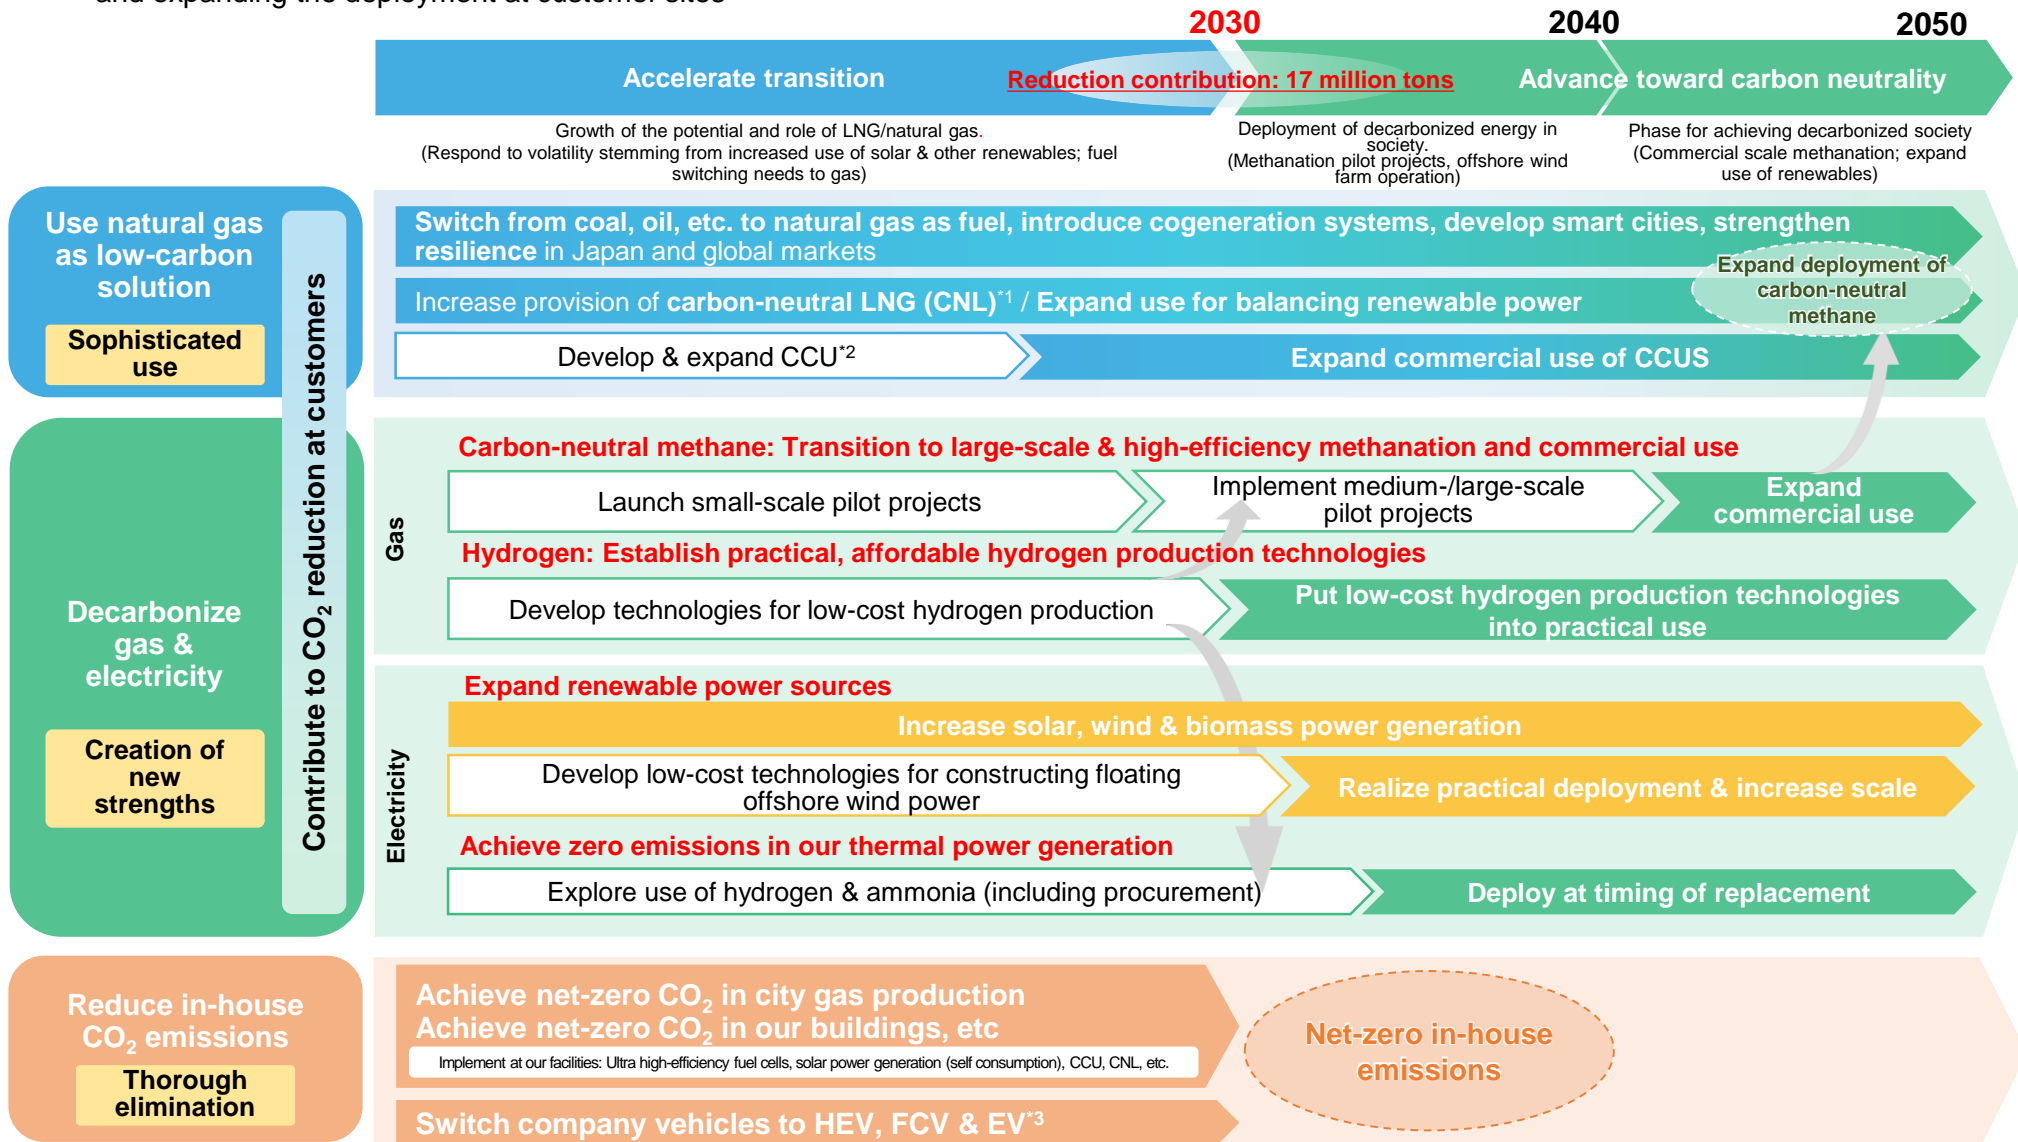 and expanding the deployment at customer sites
2030
2040
2050
Accelerate transition
Reduction contribution: 17 million tons
Advance toward carbon neutrality
Growth of the potential and role of LNG/natural gas.
(Respond to volatility stemming from increased use of solar & other renewables; fuel
switching needs to gas)
Deployment of decarbonized energy in
society.
(Methanation pilot projects, offshore wind
farm operation)
Phase for achieving decarbonized society
(Commercial scale methanation; expand
use of renewables)
Use natural gas
as low-carbon
solution
Sophisticated
use
Contribute to CO2 reduction at customers
Switch from coal, oil, etc. to natural gas as fuel, introduce cogeneration systems, develop smart cities, strengthen
resilience in Japan and global markets
Increase provision of carbon-neutral LNG (CNL)*1 / Expand use for balancing renewable power
Expand deployment of
carbon-neutral
methane
Develop & expand CCU*2
Expand commercial use of CCUS
Decarbonize
gas &
electricity
Creation of
new
strengths
Gas
Carbon-neutral methane: Transition to large-scale & high-efficiency methanation and commercial use
Launch small-scale pilot projects
Implement medium-/large-scale
pilot projects
Expand
commercial use
Hydrogen: Establish practical, affordable hydrogen production technologies
Develop technologies for low-cost hydrogen production
Put low-cost hydrogen production technologies
into practical use
Electricity
Expand renewable power sources
Increase solar, wind & biomass power generation
Develop low-cost technologies for constructing floating
offshore wind power
Realize practical deployment & increase scale
Achieve zero emissions in our thermal power generation
Explore use of hydrogen & ammonia (including procurement)
Deploy at timing of replacement
Reduce in-house
CO2 emissions
Thorough
elimination
Achieve net-zero CO2 in city gas production
Achieve net-zero CO2 in our buildings, etc
Implement at our facilities: Ultra high-efficiency fuel cells, solar power generation (self consumption), CCU, CNL, etc.
Net-zero in-house
emissions
Switch company vehicles to HEV, FCV & EV*3